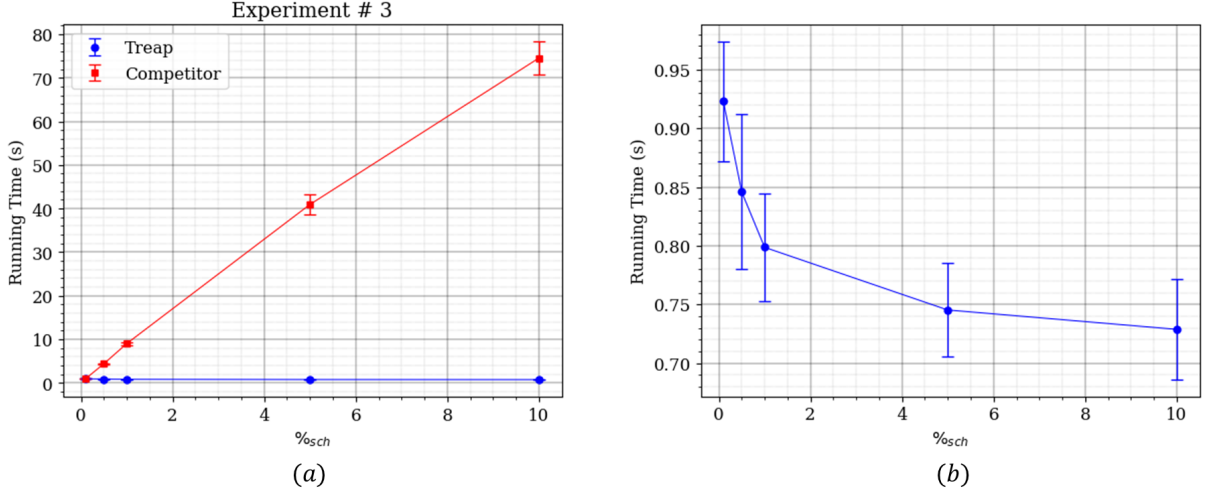 Experiment # 3
80
70
60
50
40
30
20
10
0
Running Time (s)
Treap
Competitor
0 2 4 6 8 10
%sch
(a)
0.95
0.90
0.85
0.80
0.75
0.70
Running Time (s)
0 2 4 6 8 10
%sch
(b)